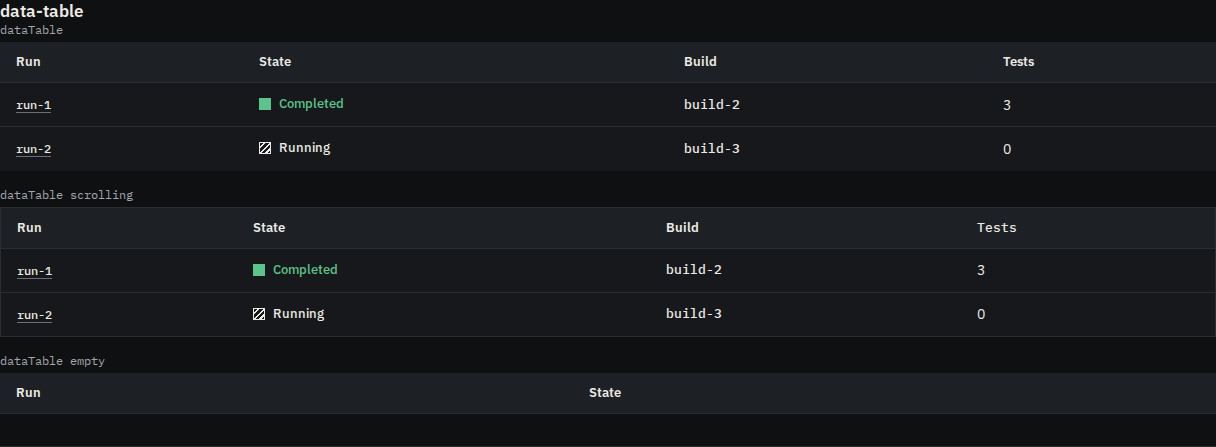 data-table
dataTable
Run State Build Tests
run-1 Completed build-2 3
run-2 Running build-3 0
dataTable scrolling
Run State Build Tests
run-1 Completed build-2 3
run-2 Running build-3 0
dataTable empty
Run State